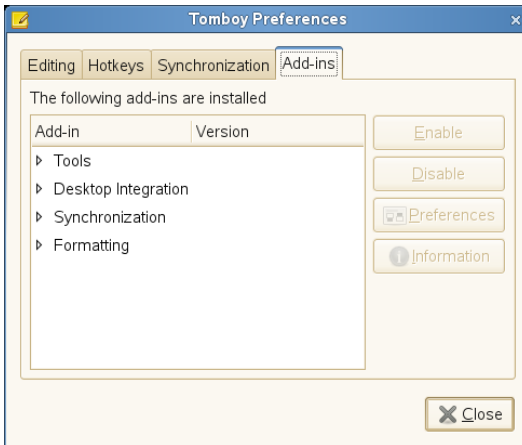 Tomboy Preferences
Editing Hotkeys Synchronization Add-ins
The following add-ins are installed
Add-in Version
Enable
Tools
Disable
Desktop Integration
Synchronization
Preferences
Formatting
Information
Close